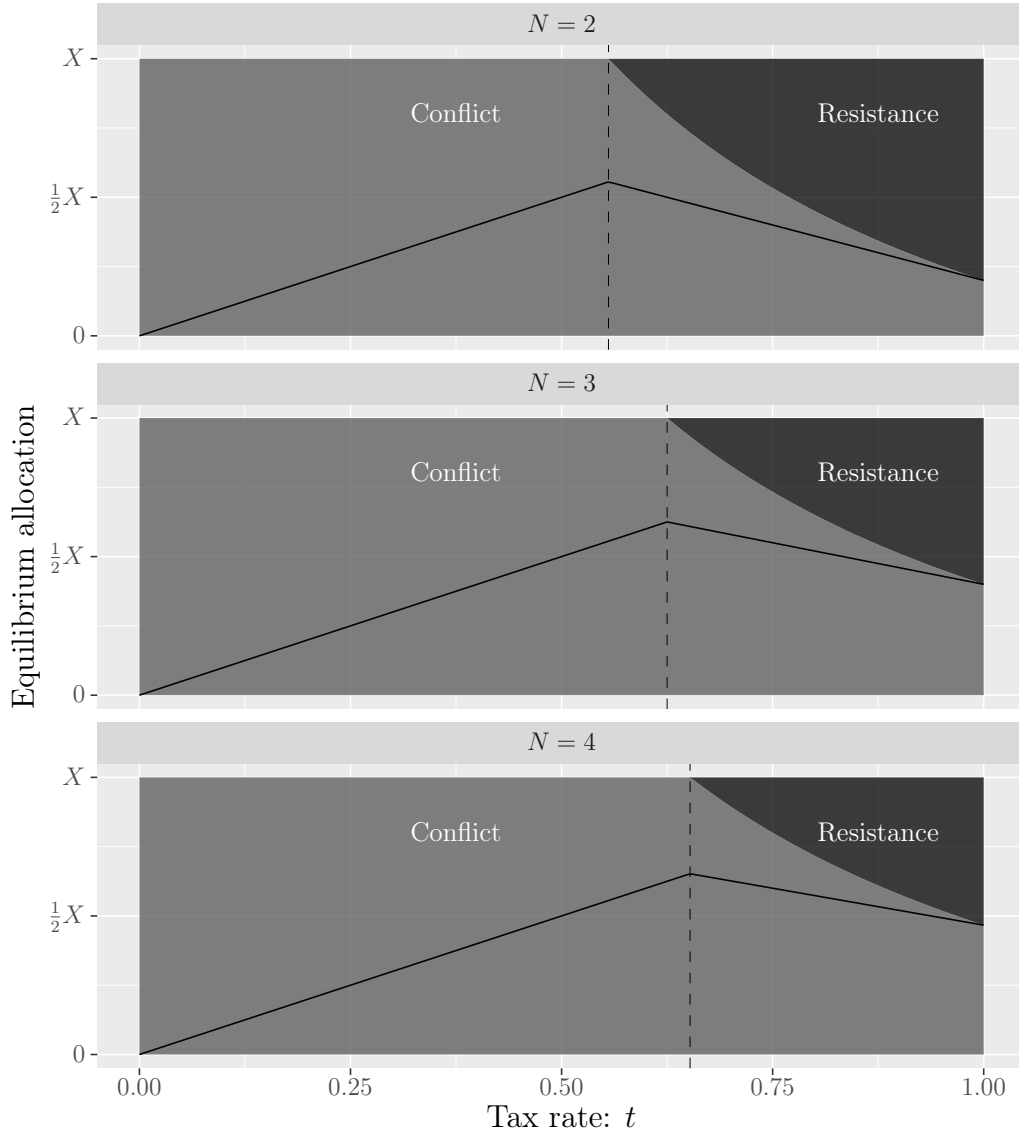 N = 2
X
Conflict
Resistance
½X
0
N = 3
X
Conflict
Resistance
½X
0
N = 4
X
Conflict
Resistance
½X
0
Equilibrium allocation
0.00 0.25 0.50 0.75 1.00
Tax rate: t